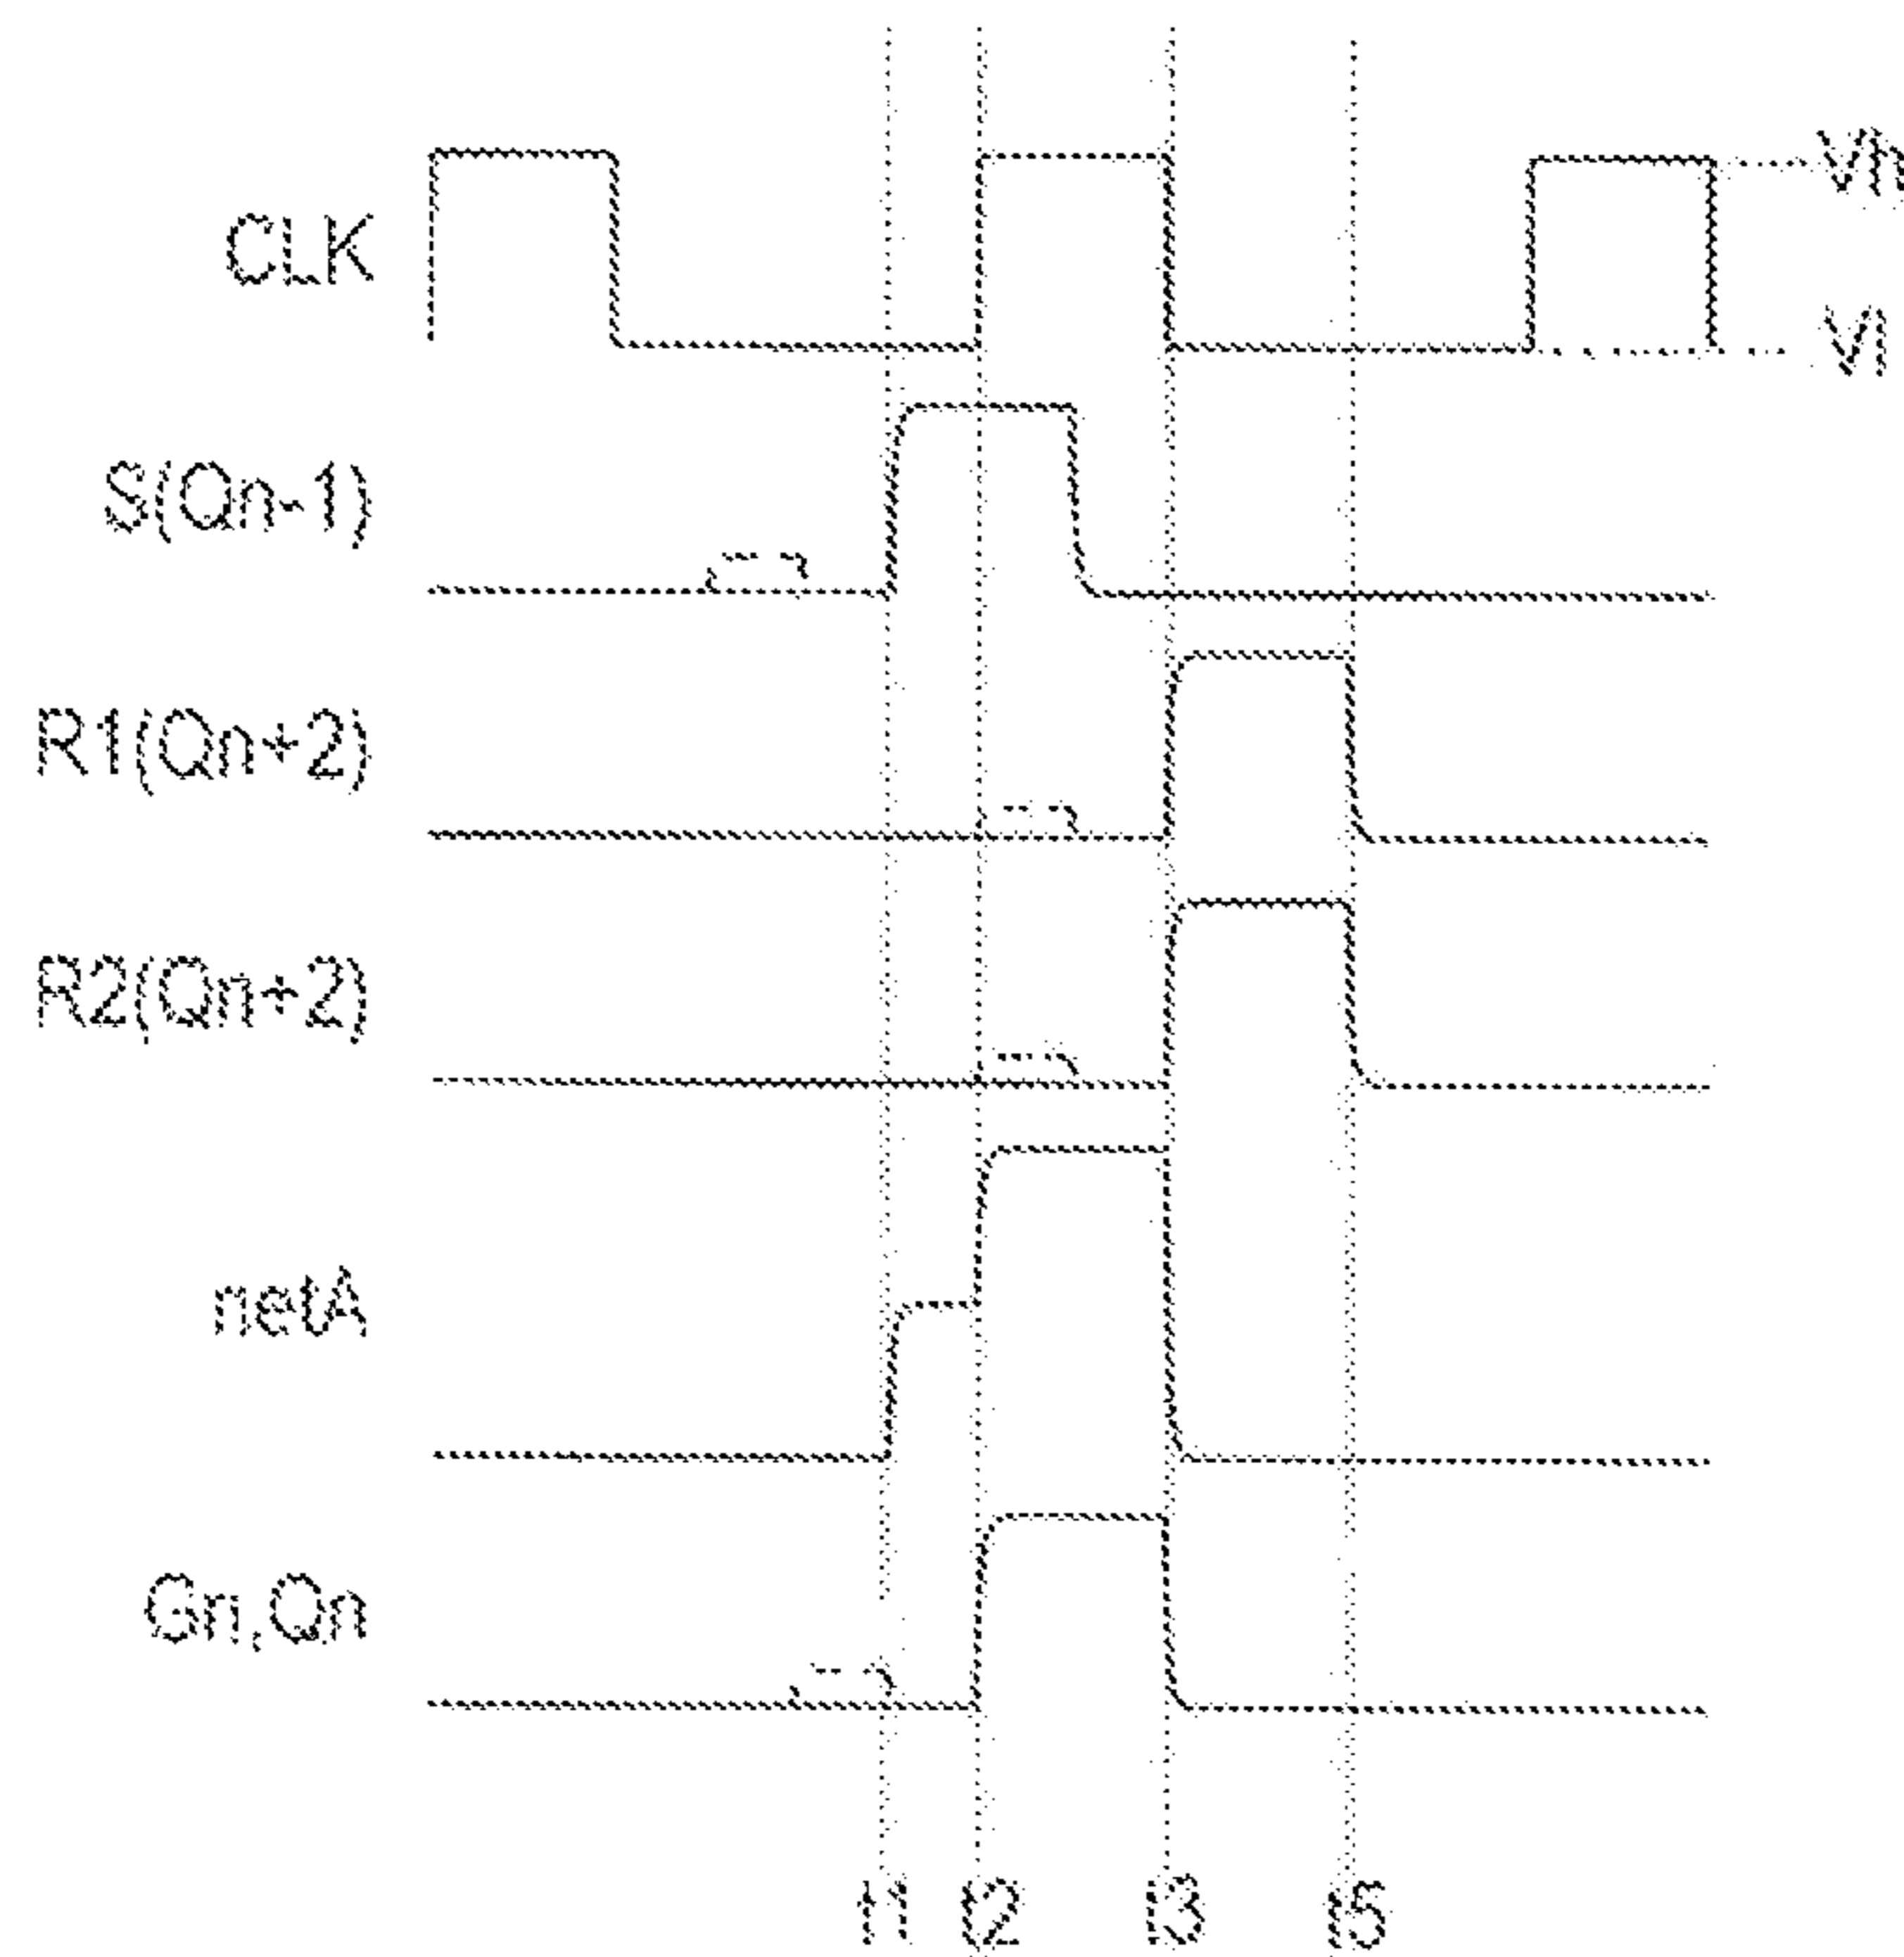 CLK
Vh
Vl
S(Qn-1)
R1(Qn+2)
R2(Qn+2)
netA
Gn,Qn
t1 t2 t3 t5